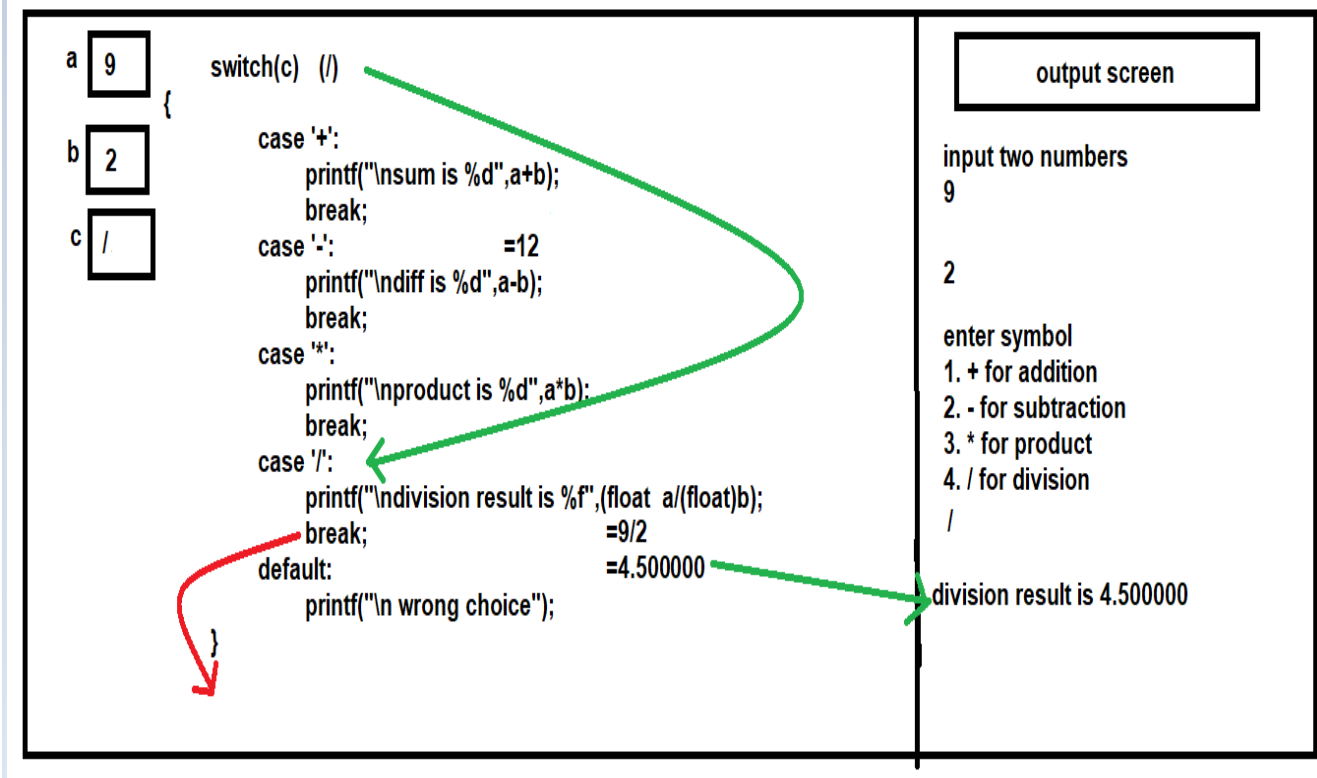 a 9
switch(c) (/)
{
b 2
case '+':
printf("\nsum is %d",a+b);
break;
c /
case '-': =12
printf("\ndiff is %d",a-b);
break;
case '*':
printf("\nproduct is %d",a*b);
break;
case '/':
printf("\ndivision result is %f",(float a/(float)b);
break; =9/2
default: =4.500000
printf("\n wrong choice");
}
output screen
input two numbers
9
2
enter symbol
1. + for addition
2. - for subtraction
3. * for product
4. / for division
/
division result is 4.500000